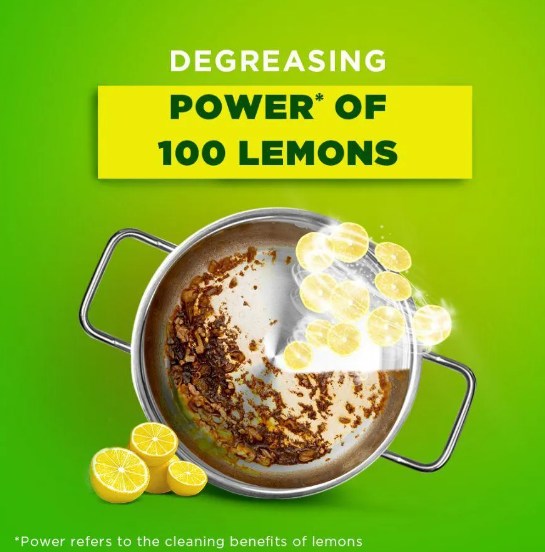 DEGREASING
POWER* OF
100 LEMONS
*Power refers to the cleaning benefits of lemons